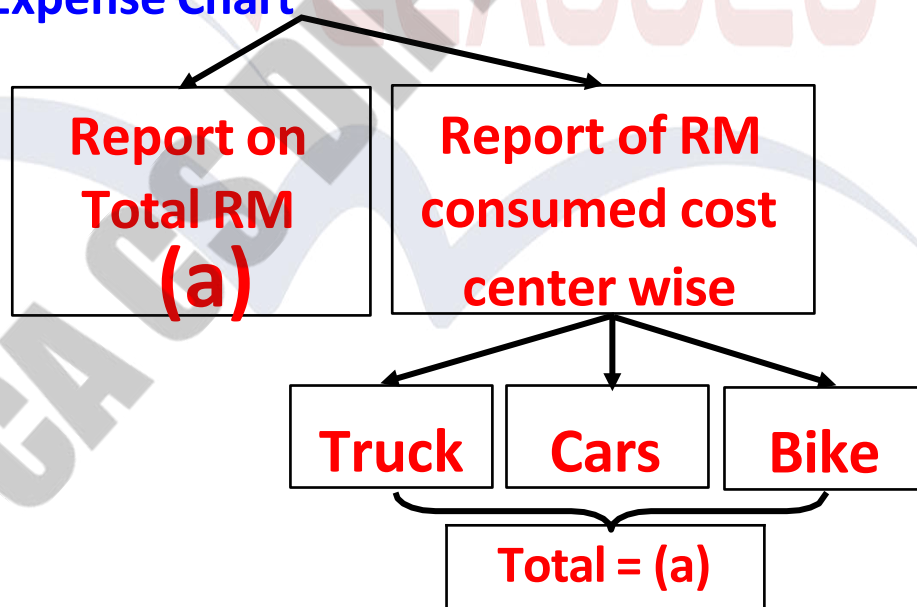 Expense Chart
Report on
Total RM
(a)
Report of RM
consumed cost
center wise
Truck
Cars
Bike
Total = (a)